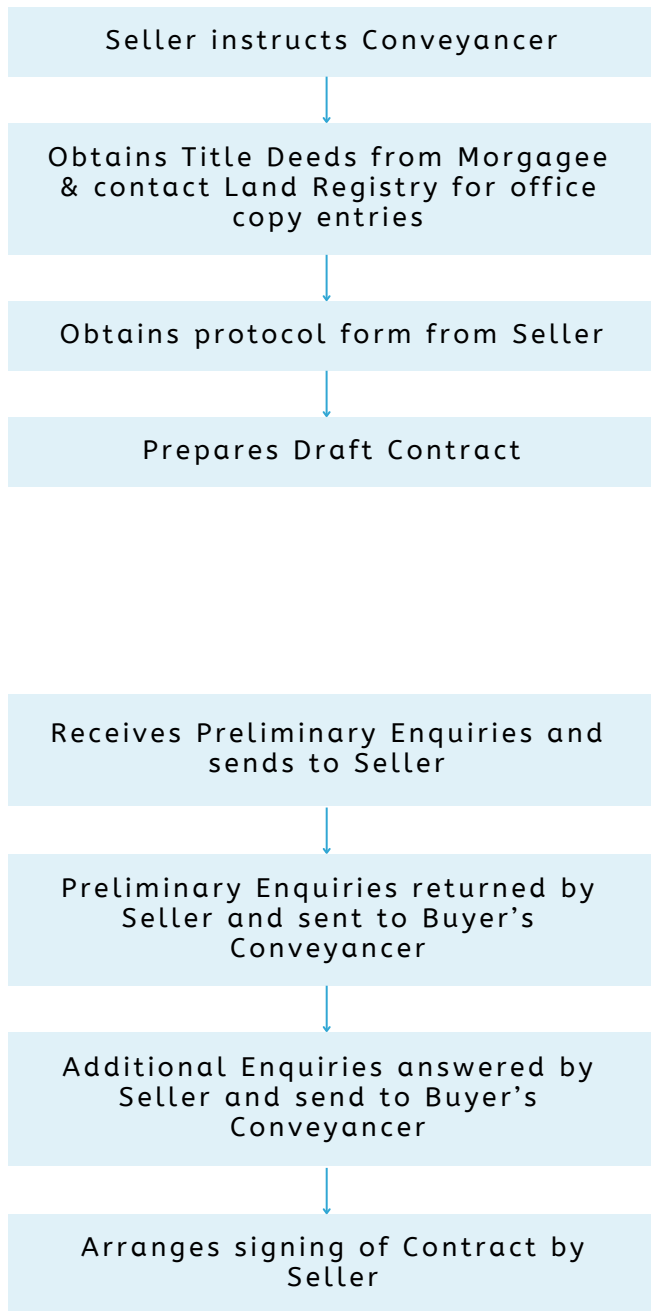 Seller instructs Conveyancer
Obtains Title Deeds from Morgagee
& contact Land Registry for office
copy entries
Obtains protocol form from Seller
Prepares Draft Contract
Receives Preliminary Enquiries and
sends to Seller
Preliminary Enquiries returned by
Seller and sent to Buyer’s
Conveyancer
Additional Enquiries answered by
Seller and send to Buyer’s
Conveyancer
Arranges signing of Contract by
Seller